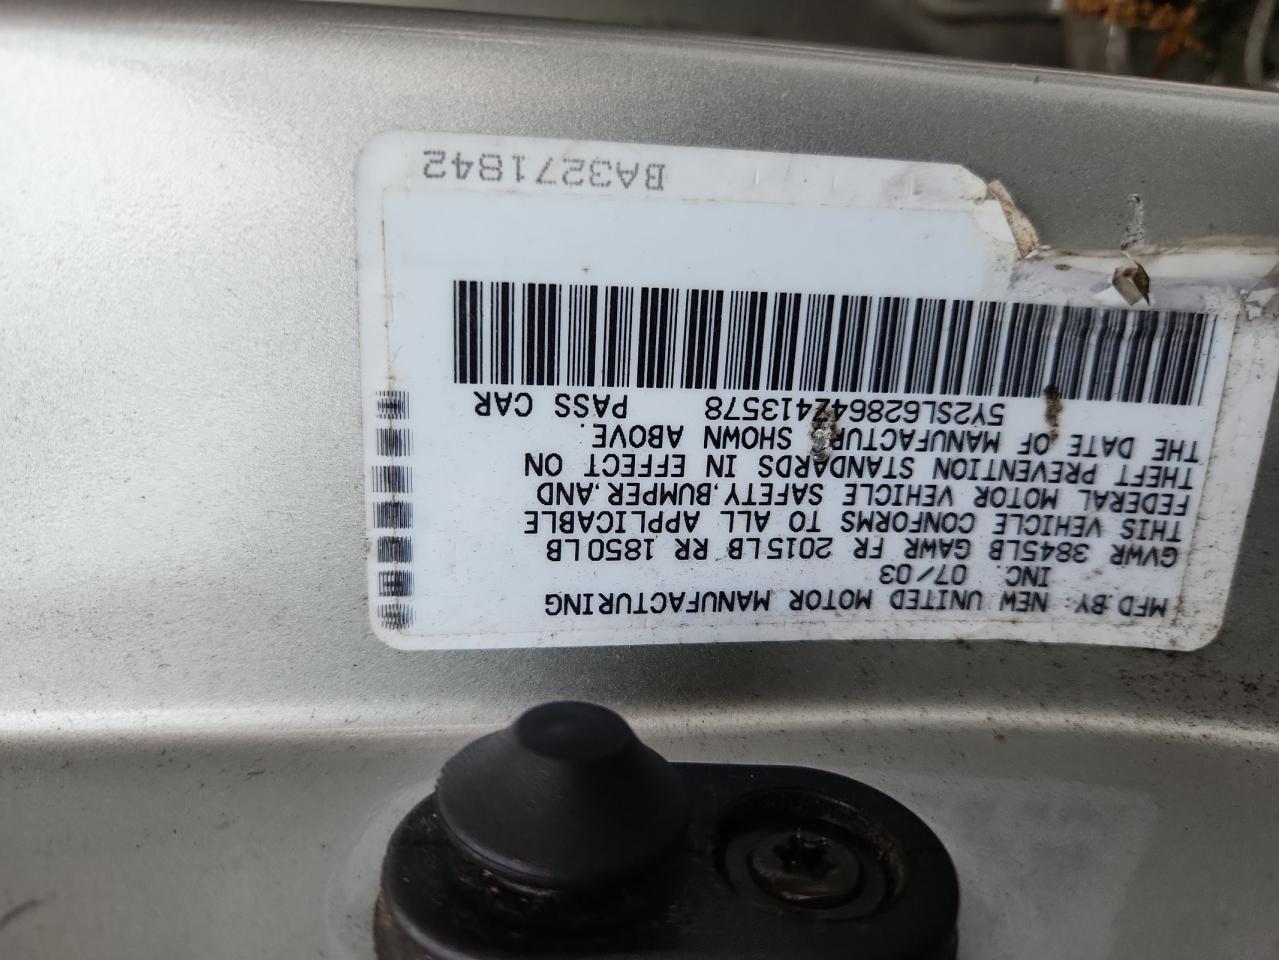 MFD.BY: NEW UNITED MOTOR MANUFACTURING
INC. 07/03
GVWR 3845LB GAWR FR 2015LB RR 1850LB
THIS VEHICLE CONFORMS TO ALL APPLICABLE
FEDERAL MOTOR VEHICLE SAFETY,BUMPER,AND
THEFT PREVENTION STANDARDS IN EFFECT ON
THE DATE OF MANUFACTURE SHOWN ABOVE.
5Y2SL62864Z413578 PASS CAR
BA3271842